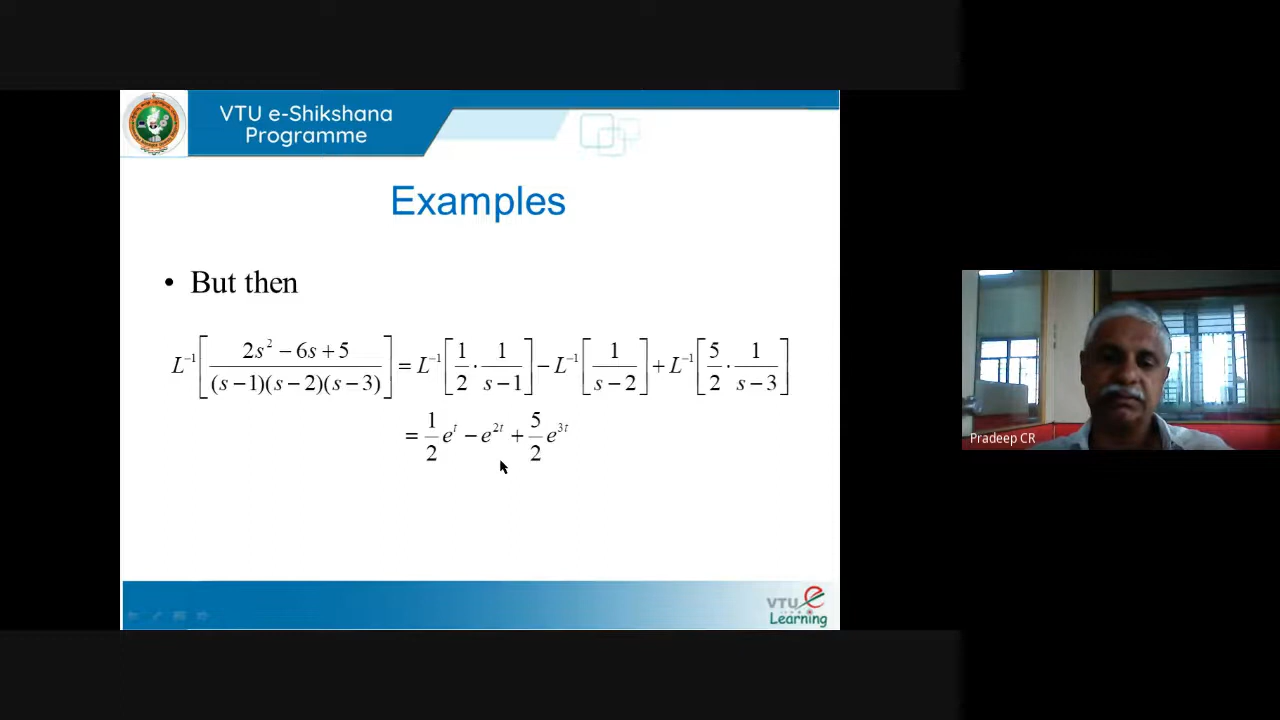 VTU e-Shikshana
Programme
Examples
• But then
L⁻¹[(2s² − 6s + 5)/((s − 1)(s − 2)(s − 3))] = L⁻¹[1/2 · 1/(s − 1)] − L⁻¹[1/(s − 2)] + L⁻¹[5/2 · 1/(s − 3)]
= 1/2 eᵗ − e²ᵗ + 5/2 e³ᵗ
Pradeep CR
VTU e
Learning